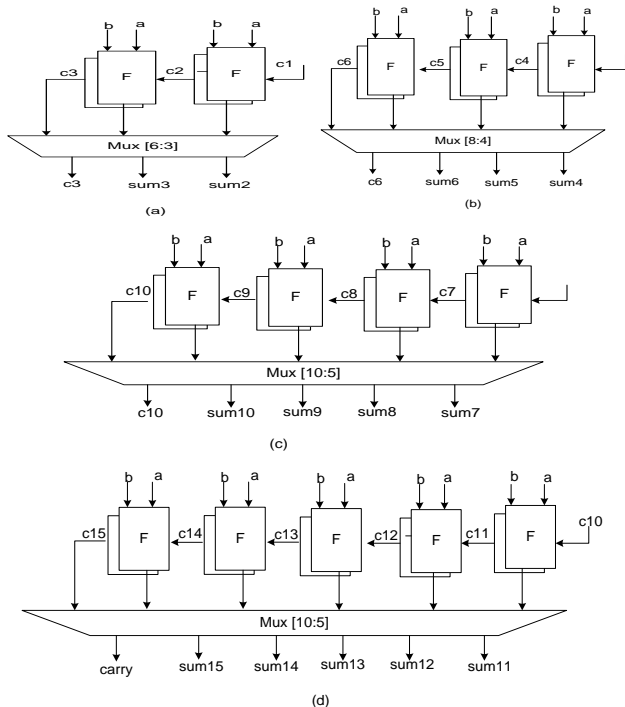 b a b a
c3 F c2 F c1
Mux [6:3]
c3 sum3 sum2
(a)
b a b a b a
c6 F c5 F c4 F
Mux [8:4]
c6 sum6 sum5 sum4
(b)
b a b a b a b a
c10 F c9 F c8 F c7 F
Mux [10:5]
c10 sum10 sum9 sum8 sum7
(c)
b a b a b a b a b a
c15 F c14 F c13 F c12 F c11 F c10
Mux [10:5]
carry sum15 sum14 sum13 sum12 sum11
(d)